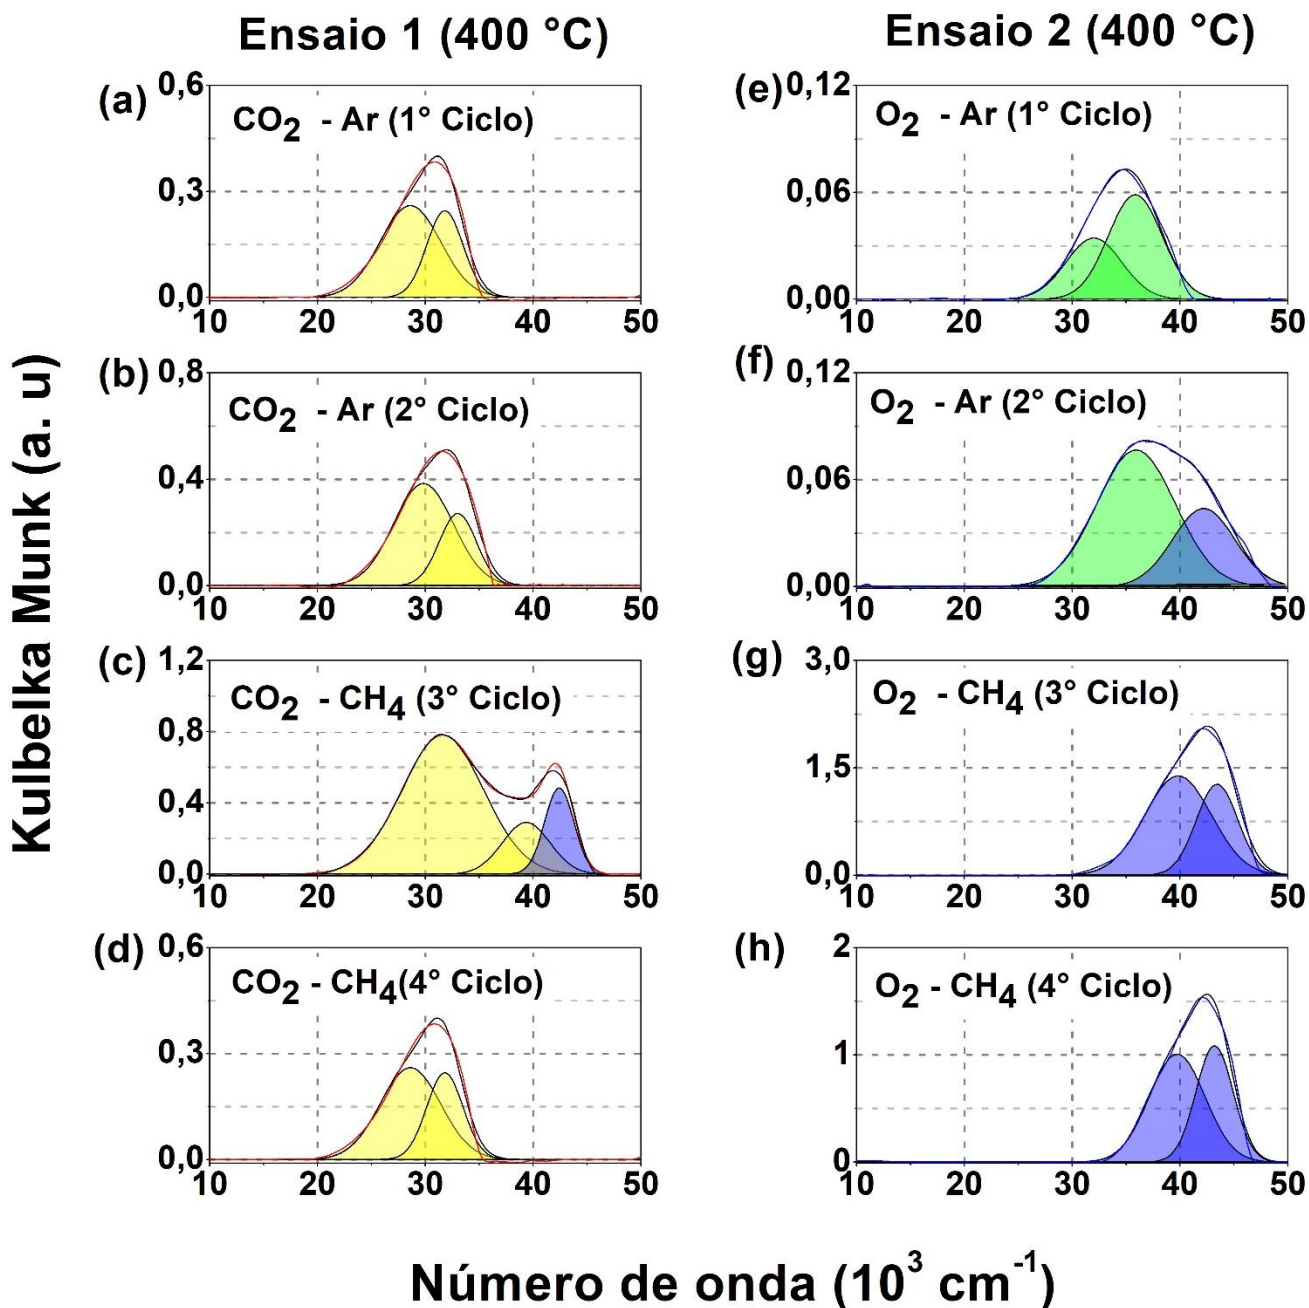 Ensaio 1 (400 °C)
Ensaio 2 (400 °C)
Kulbelka Munk (a. u)
(a)
CO2 - Ar (1° Ciclo)
0,6
0,3
0,0
10 20 30 40 50
(b)
CO2 - Ar (2° Ciclo)
0,8
0,4
0,0
10 20 30 40 50
(c)
CO2 - CH4 (3° Ciclo)
1,2
0,8
0,4
0,0
10 20 30 40 50
(d)
CO2 - CH4(4° Ciclo)
0,6
0,3
0,0
10 20 30 40 50
(e)
O2 - Ar (1° Ciclo)
0,12
0,06
0,00
10 20 30 40 50
(f)
O2 - Ar (2° Ciclo)
0,12
0,06
0,00
10 20 30 40 50
(g)
O2 - CH4 (3° Ciclo)
3,0
1,5
0,0
10 20 30 40 50
(h)
O2 - CH4 (4° Ciclo)
2
1
0
10 20 30 40 50
Número de onda (10³ cm⁻¹)